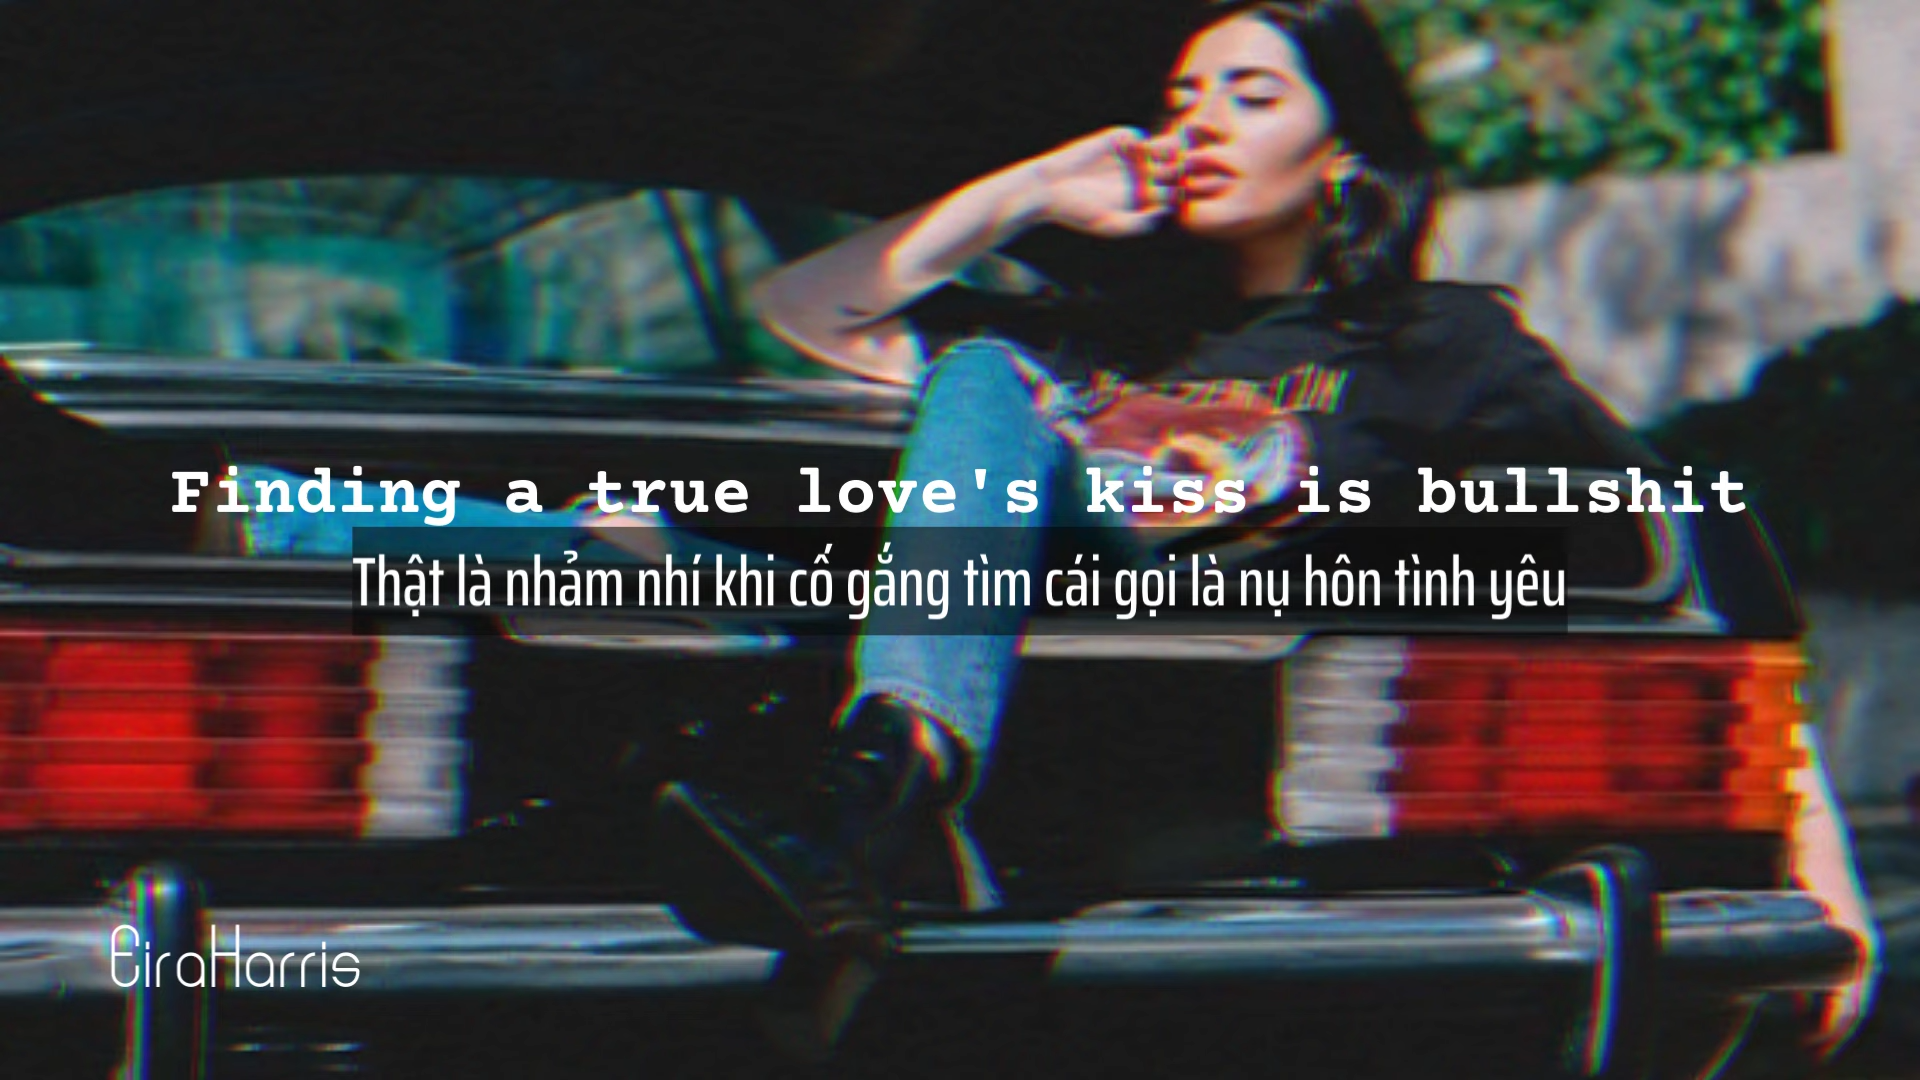 Finding a true love's kiss is bullshit
Thật là nhảm nhí khi cố gắng tìm cái gọi là nụ hôn tình yêu
EiraHarris